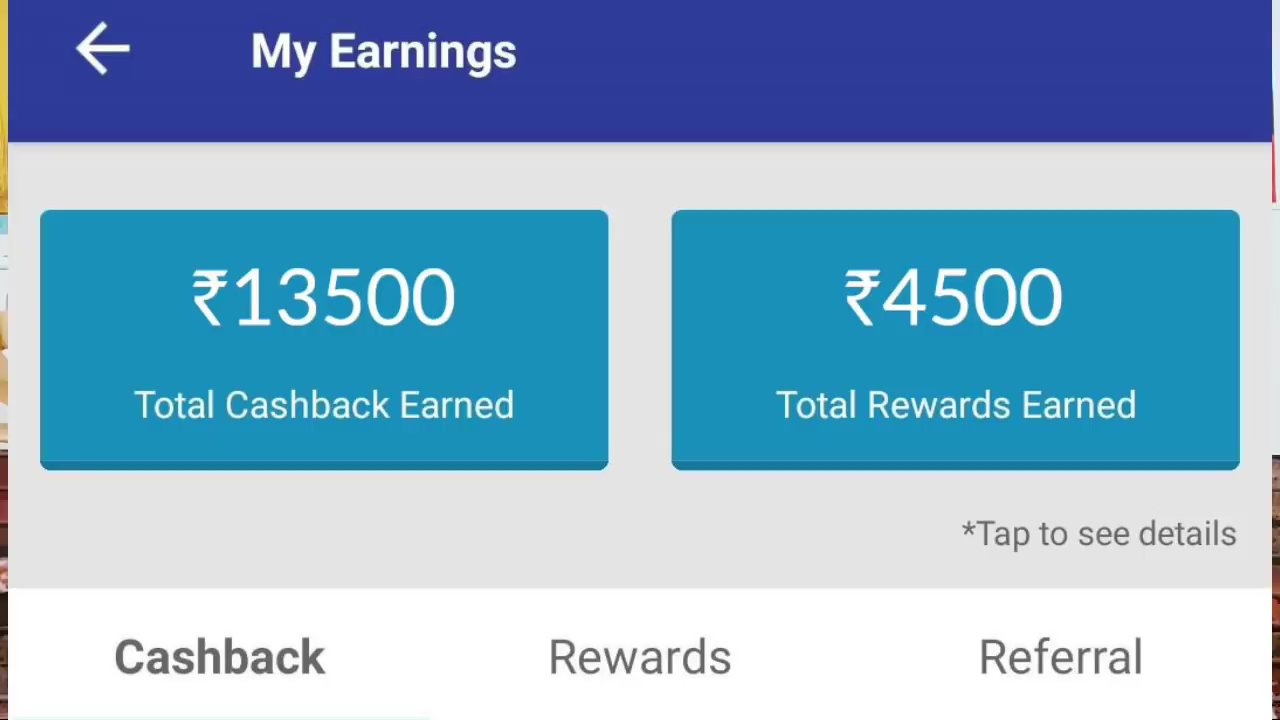 My Earnings
₹13500
Total Cashback Earned
₹4500
Total Rewards Earned
*Tap to see details
Cashback
Rewards
Referral